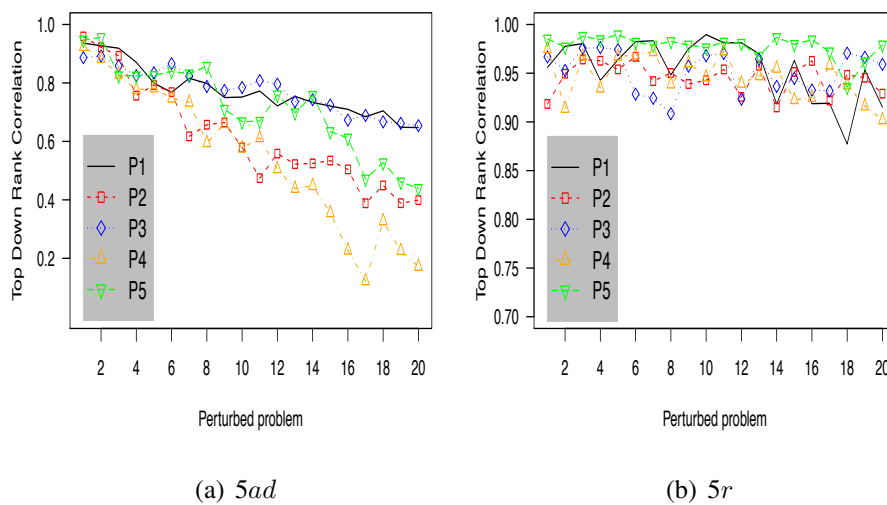 Top Down Rank Correlation
1.0
0.8
0.6
0.4
0.2
P1
P2
P3
P4
P5
2 4 6 8 10 12 14 16 18 20
Perturbed problem
(a) 5ad
Top Down Rank Correlation
1.00
0.95
0.90
0.85
0.80
0.75
0.70
P1
P2
P3
P4
P5
2 4 6 8 10 12 14 16 18 20
Perturbed problem
(b) 5r